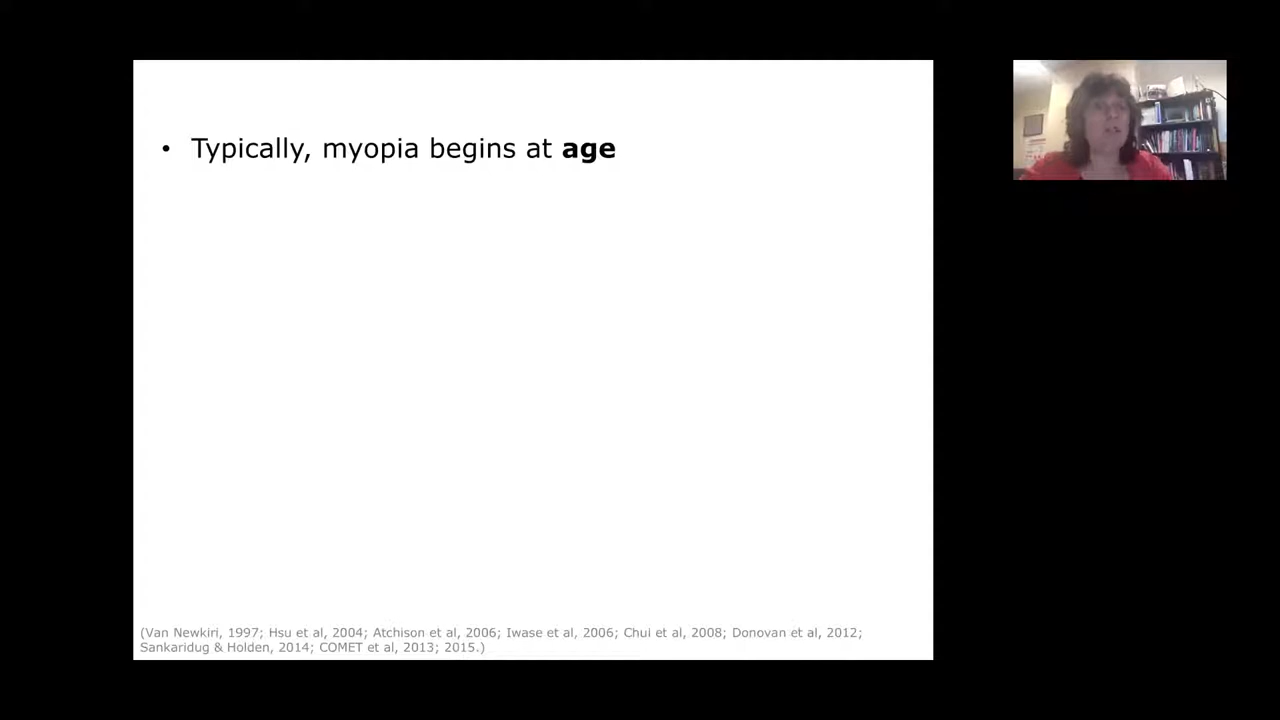 • Typically, myopia begins at age
(Van Newkiri, 1997; Hsu et al, 2004; Atchison et al, 2006; Iwase et al, 2006; Chui et al, 2008; Donovan et al, 2012;
Sankaridug & Holden, 2014; COMET et al, 2013; 2015.)